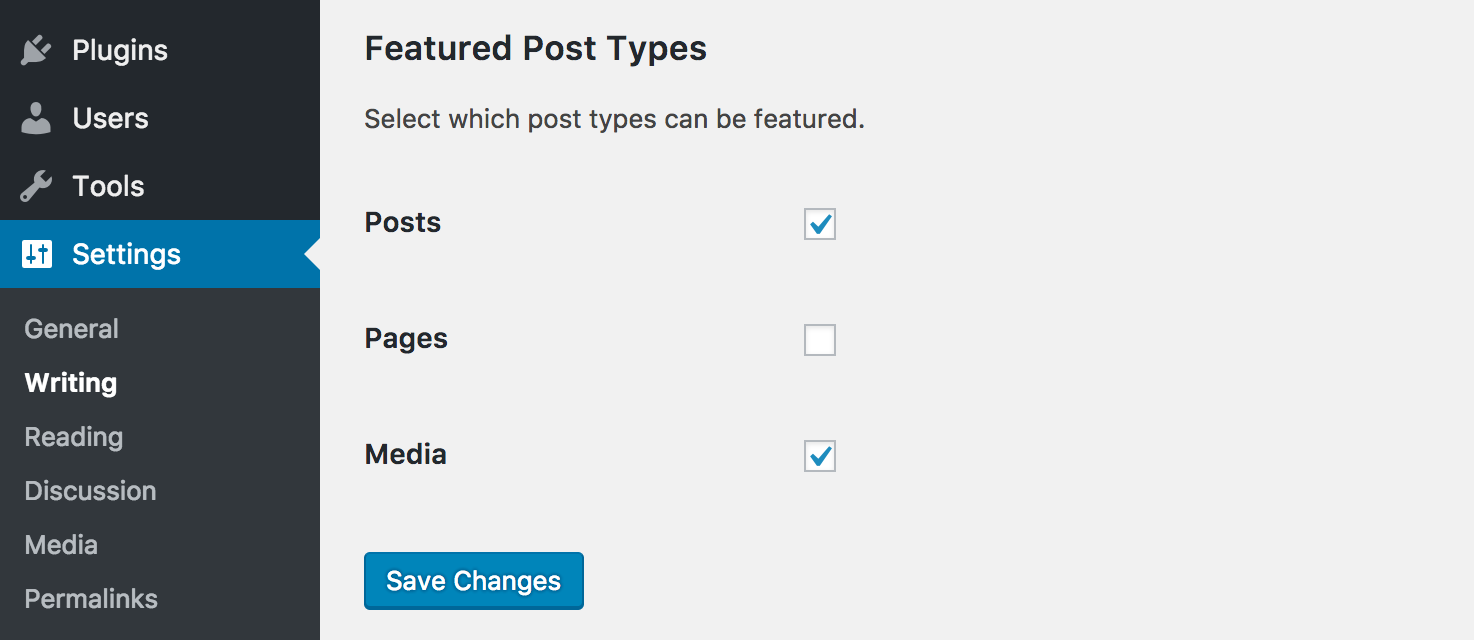 Plugins
Users
Tools
Settings
General
Writing
Reading
Discussion
Media
Permalinks
Featured Post Types
Select which post types can be featured.
Posts
Pages
Media
Save Changes